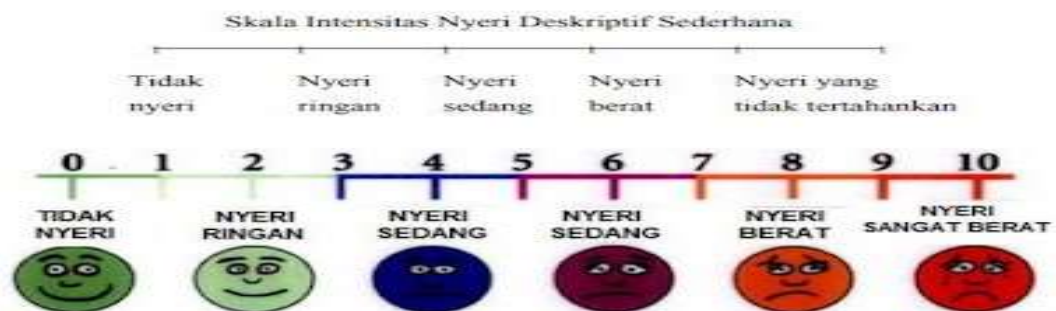 Skala Intensitas Nyeri Deskriptif Sederhana
Tidak nyeri
Nyeri ringan
Nyeri sedang
Nyeri berat
Nyeri yang tidak tertahankan
0 1 2 3 4 5 6 7 8 9 10
TIDAK NYERI
NYERI RINGAN
NYERI SEDANG
NYERI SEDANG
NYERI BERAT
NYERI SANGAT BERAT